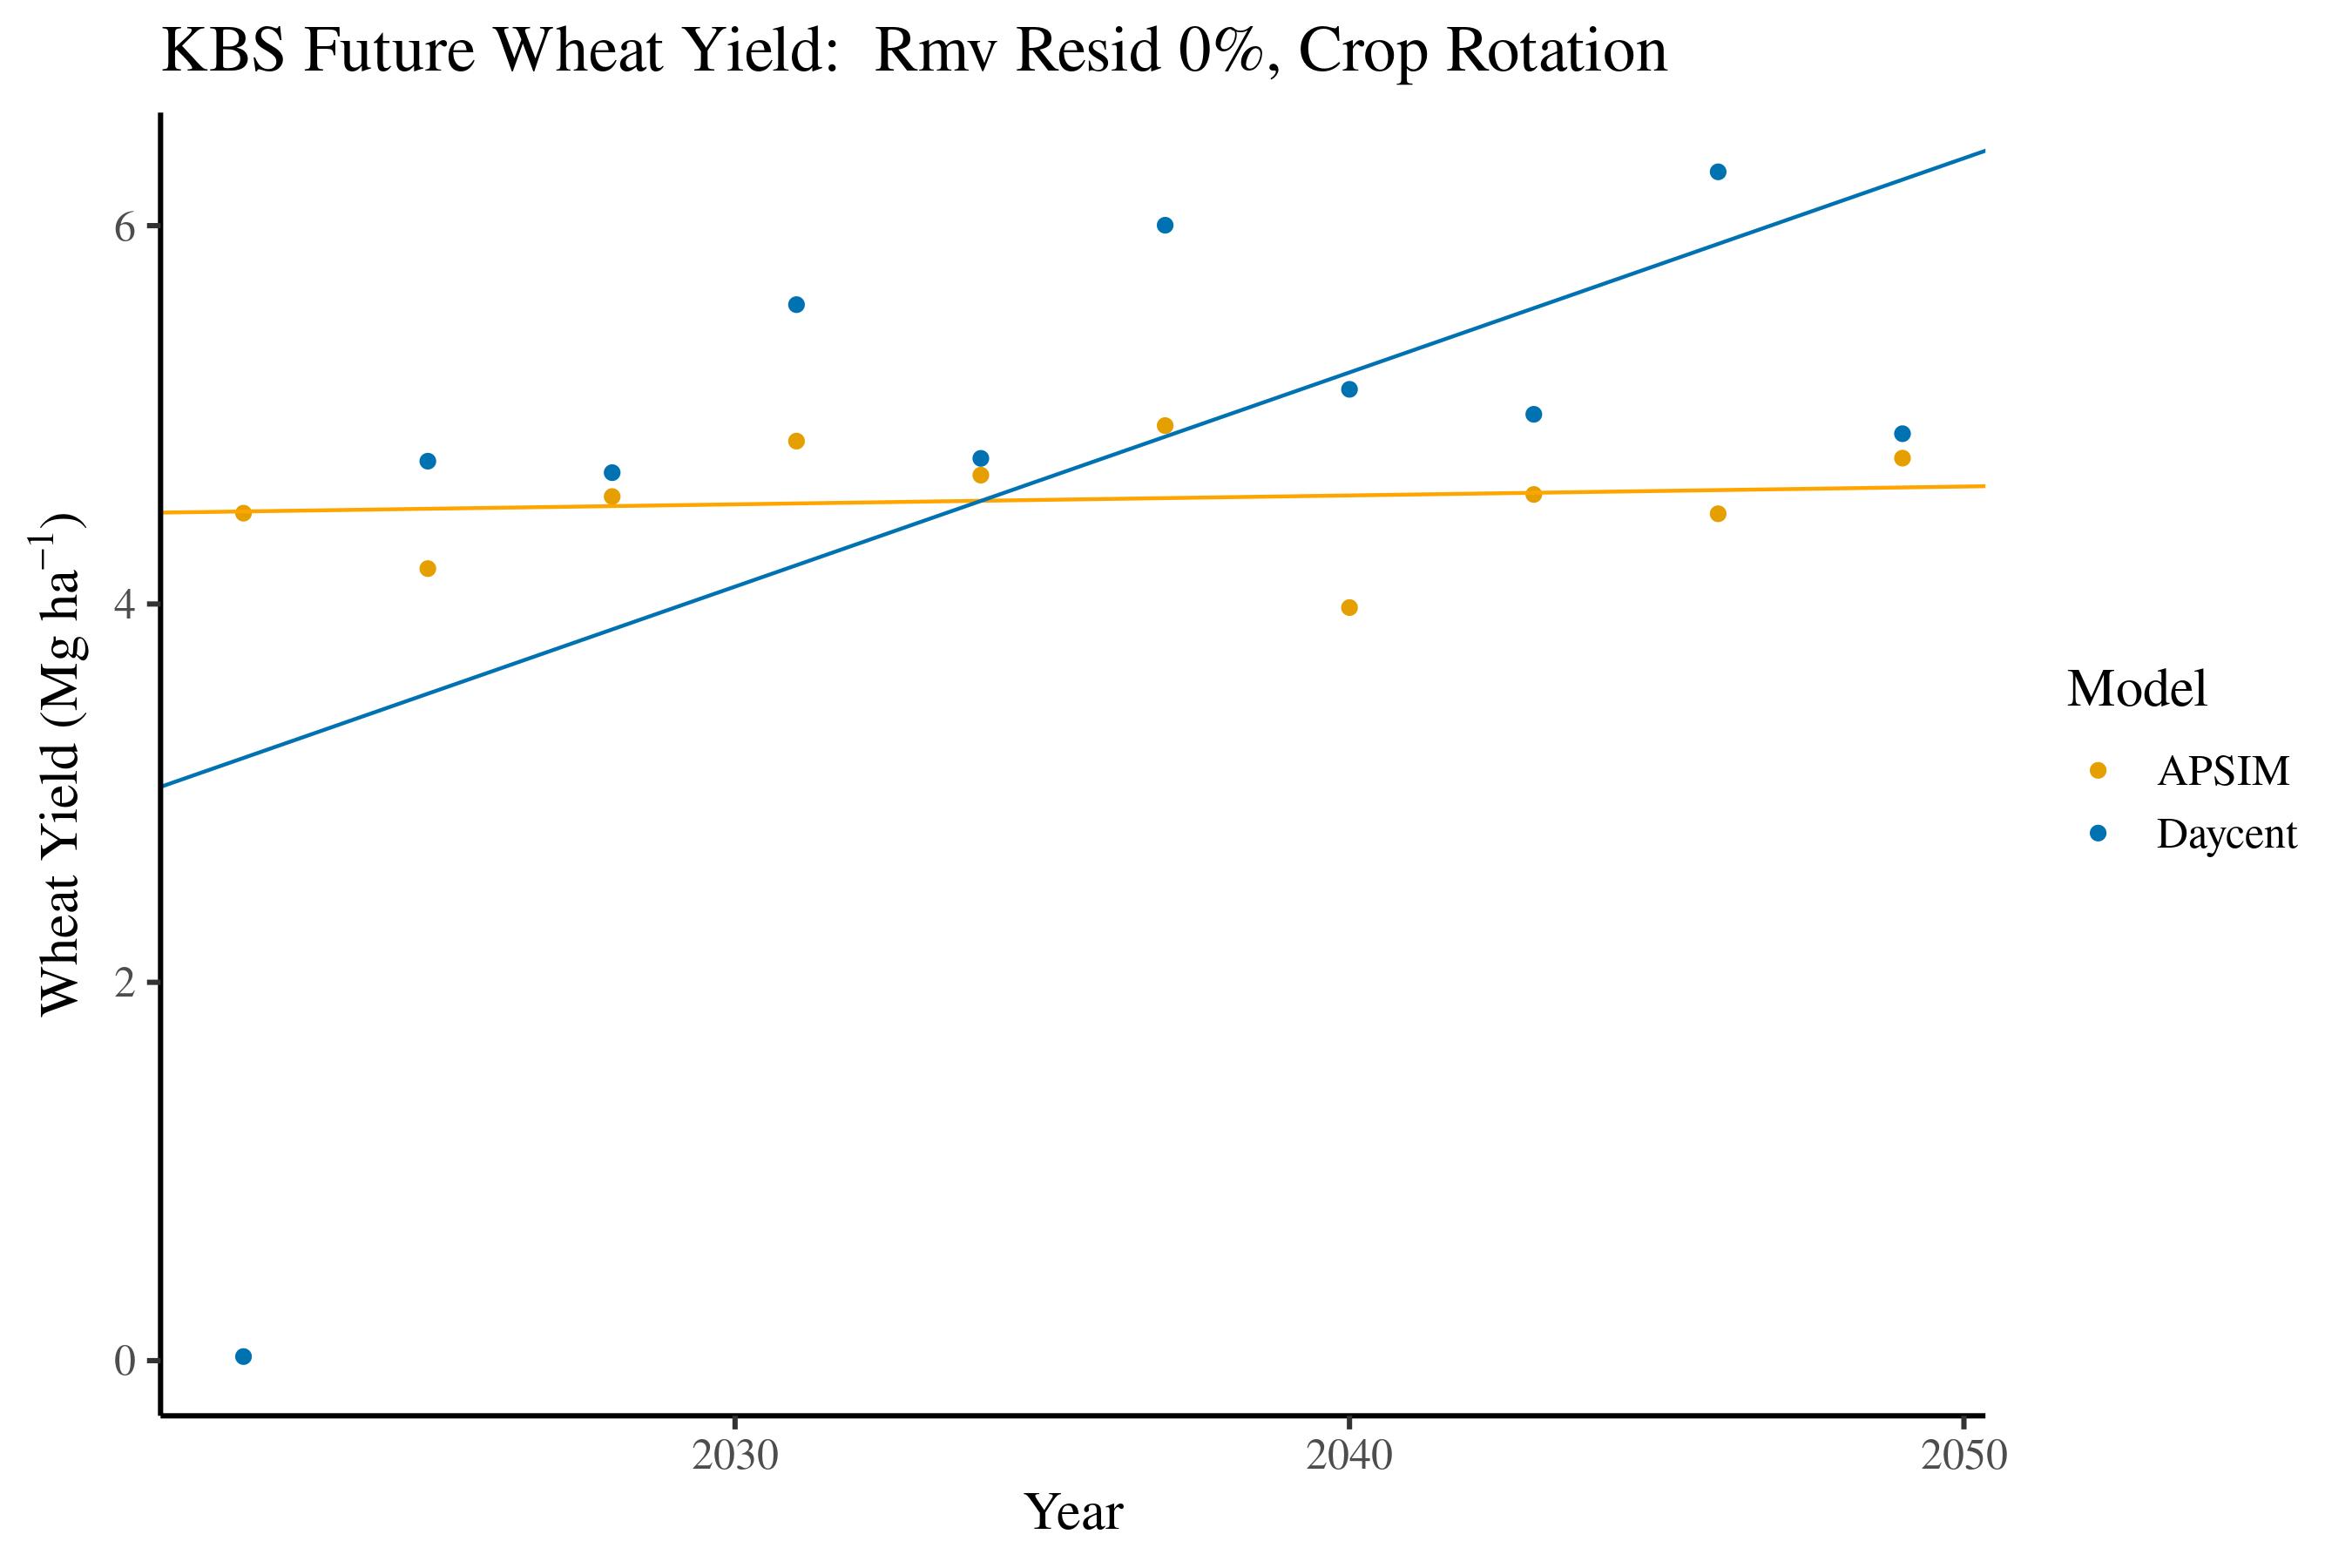 KBS Future Wheat Yield:  Rmv Resid 0%, Crop Rotation
Wheat Yield (Mg ha⁻¹)
6
4
2
0
2030
2040
2050
Year
Model
APSIM
Daycent